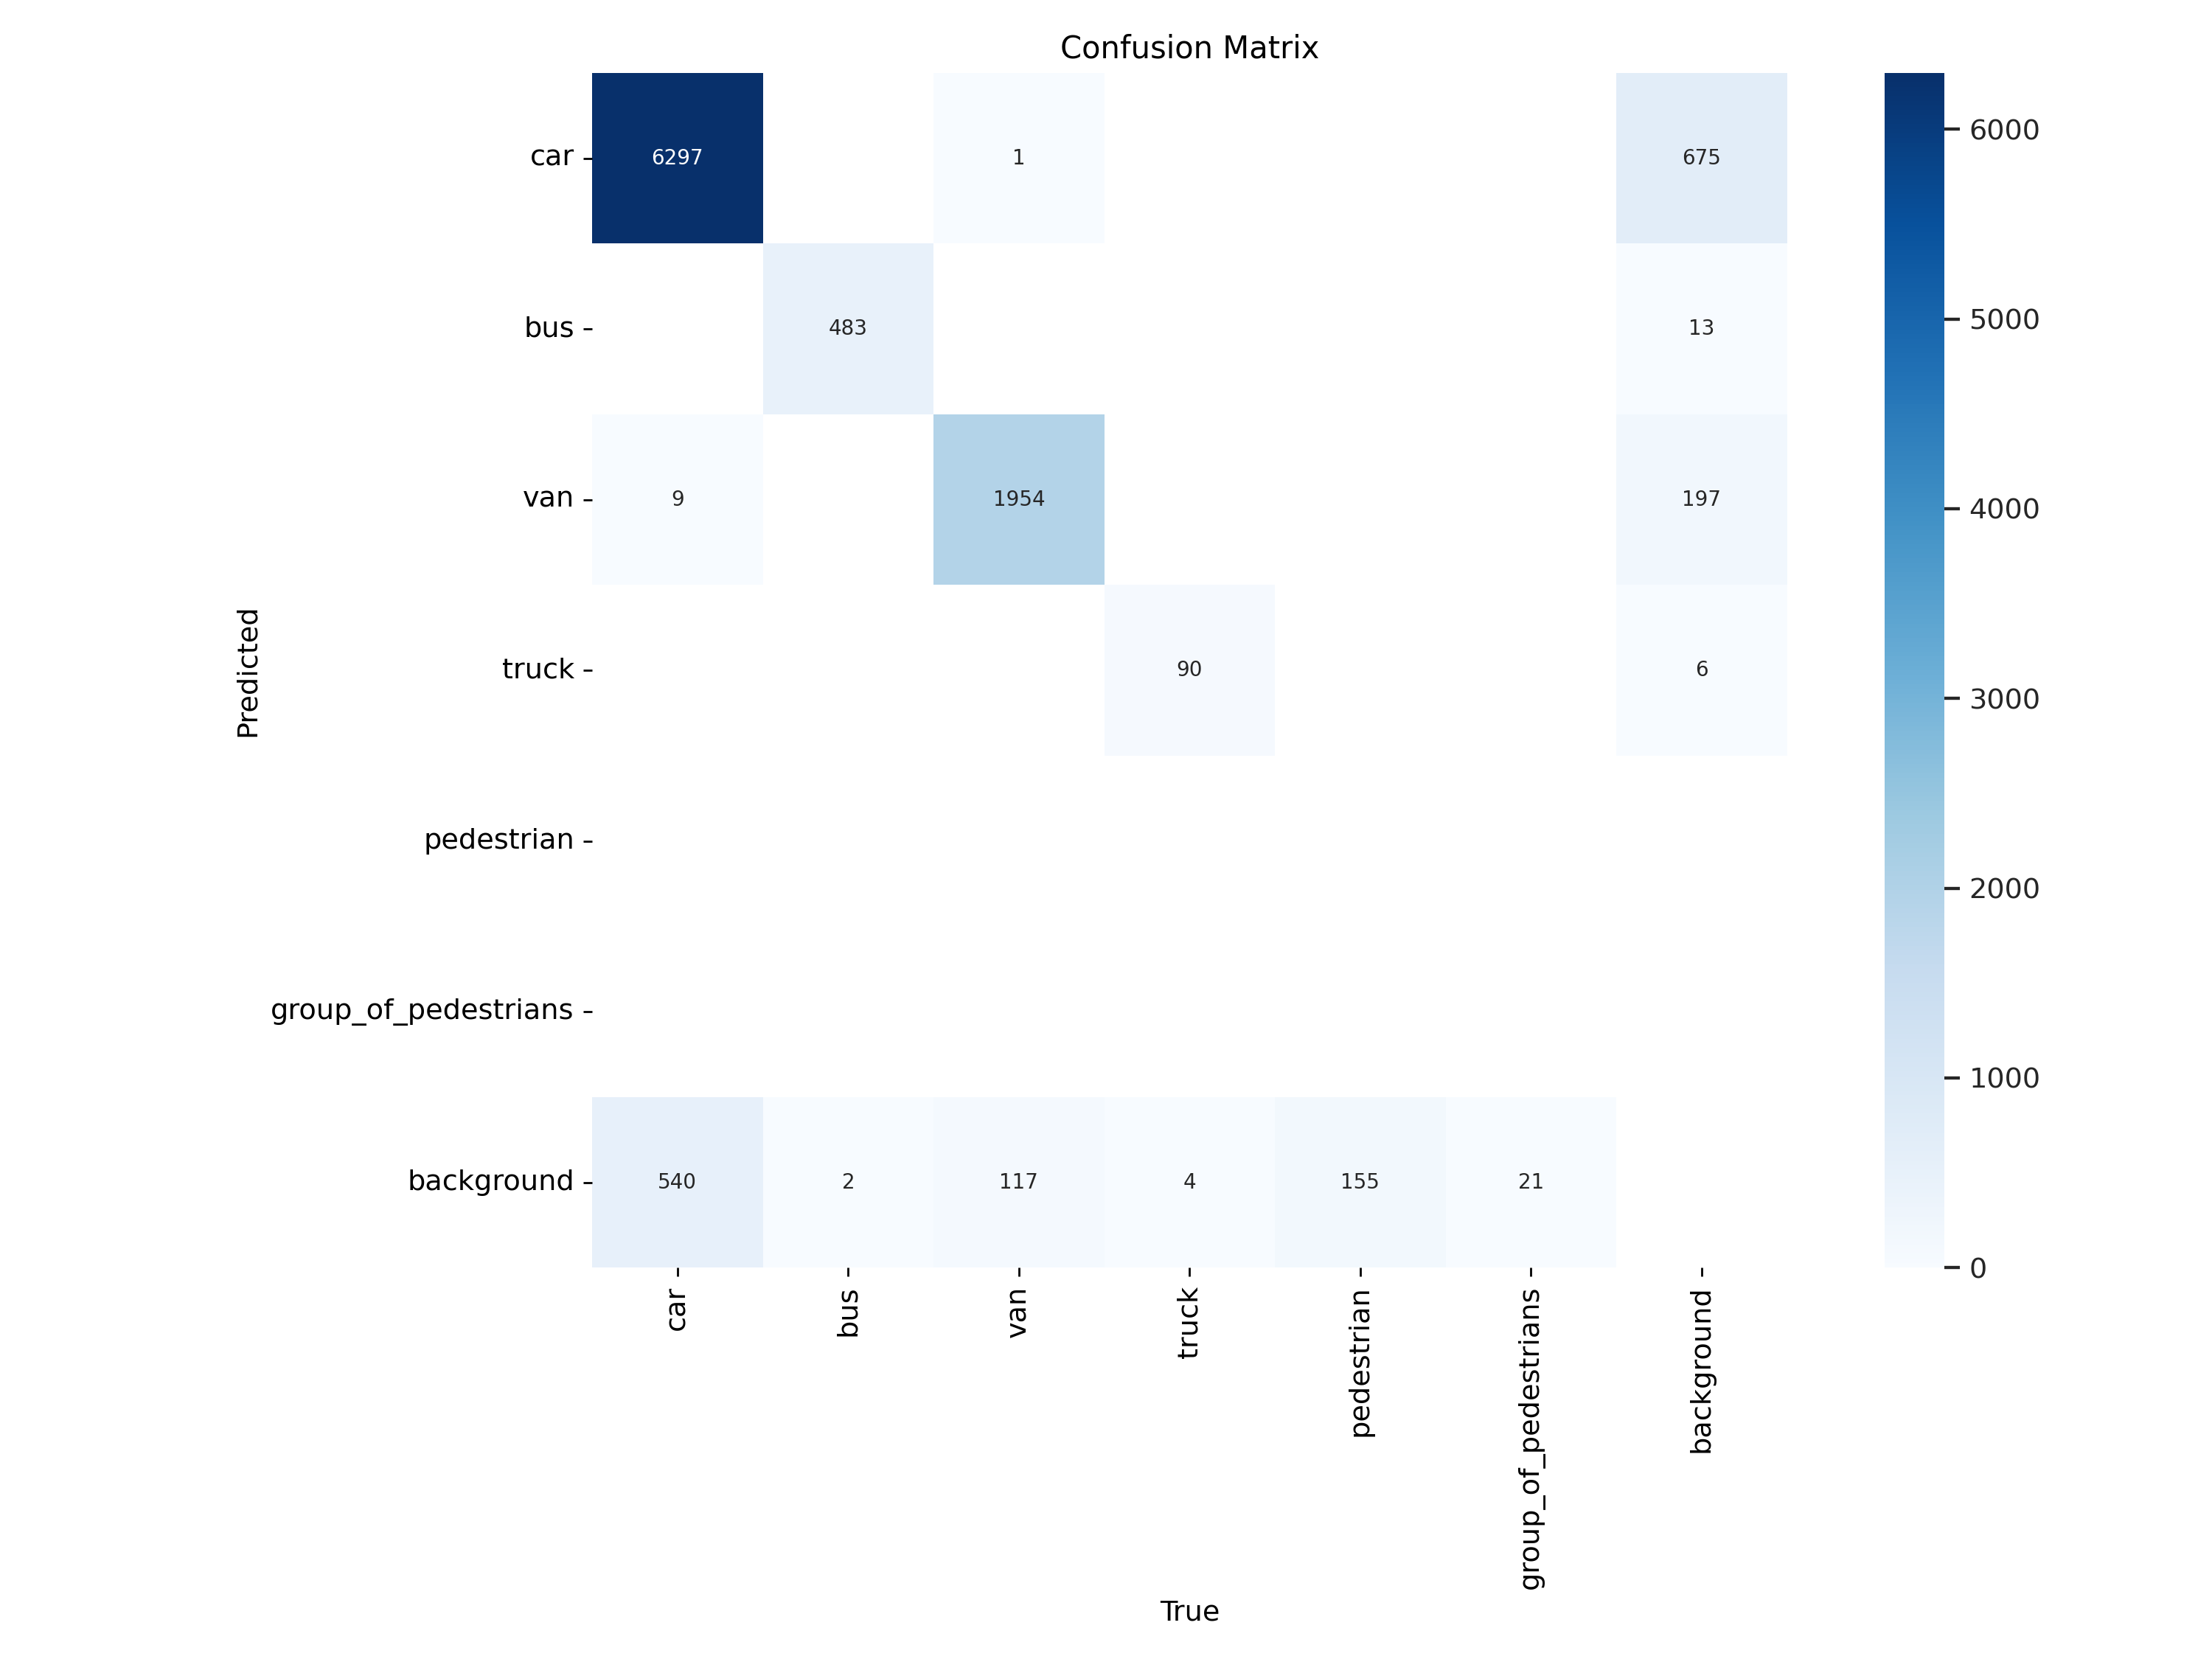 Confusion Matrix
car
6297
1
675
6000
bus
483
13
5000
van
9
1954
197
4000
truck
90
6
3000
Predicted
pedestrian
2000
group_of_pedestrians
1000
background
540
2
117
4
155
21
0
car
bus
van
truck
pedestrian
group_of_pedestrians
background
True